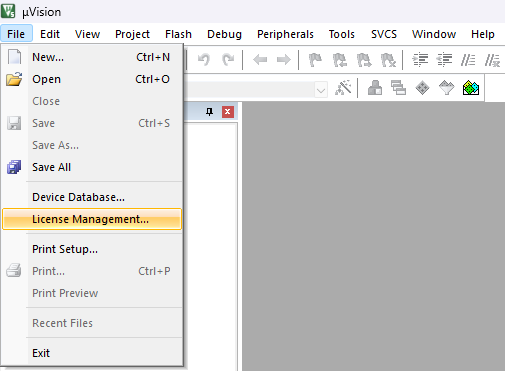 µVision
File Edit View Project Flash Debug Peripherals Tools SVCS Window Help
New... Ctrl+N
Open Ctrl+O
Close
Save Ctrl+S
Save As...
Save All
Device Database...
License Management...
Print Setup...
Print... Ctrl+P
Print Preview
Recent Files
Exit